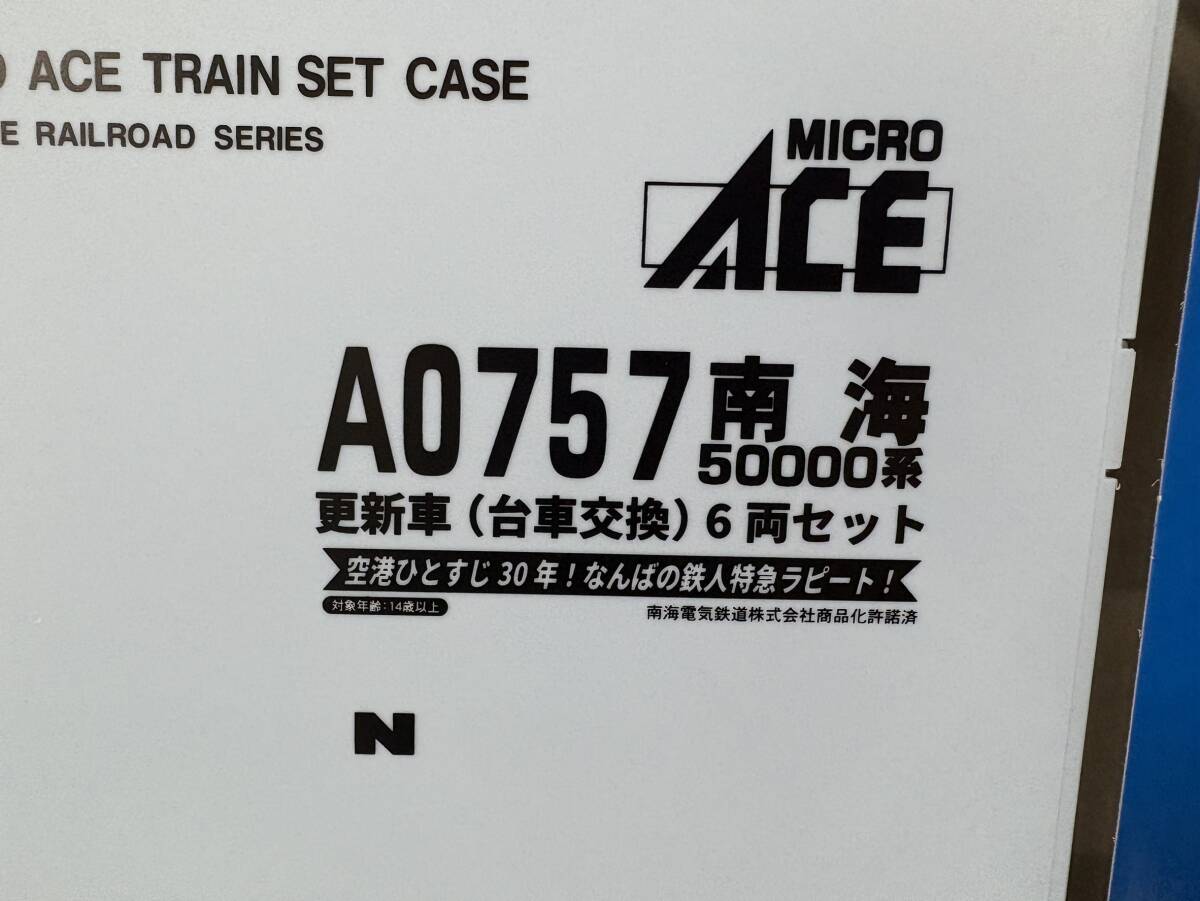 ACE TRAIN SET CASE
RAILROAD SERIES
MICRO
ACE
A0757 南海
50000系
更新車（台車交換）6両セット
空港ひとすじ30年！なんばの鉄人特急ラピート！
対象年齢：14歳以上
南海電気鉄道株式会社商品化許諾済
N